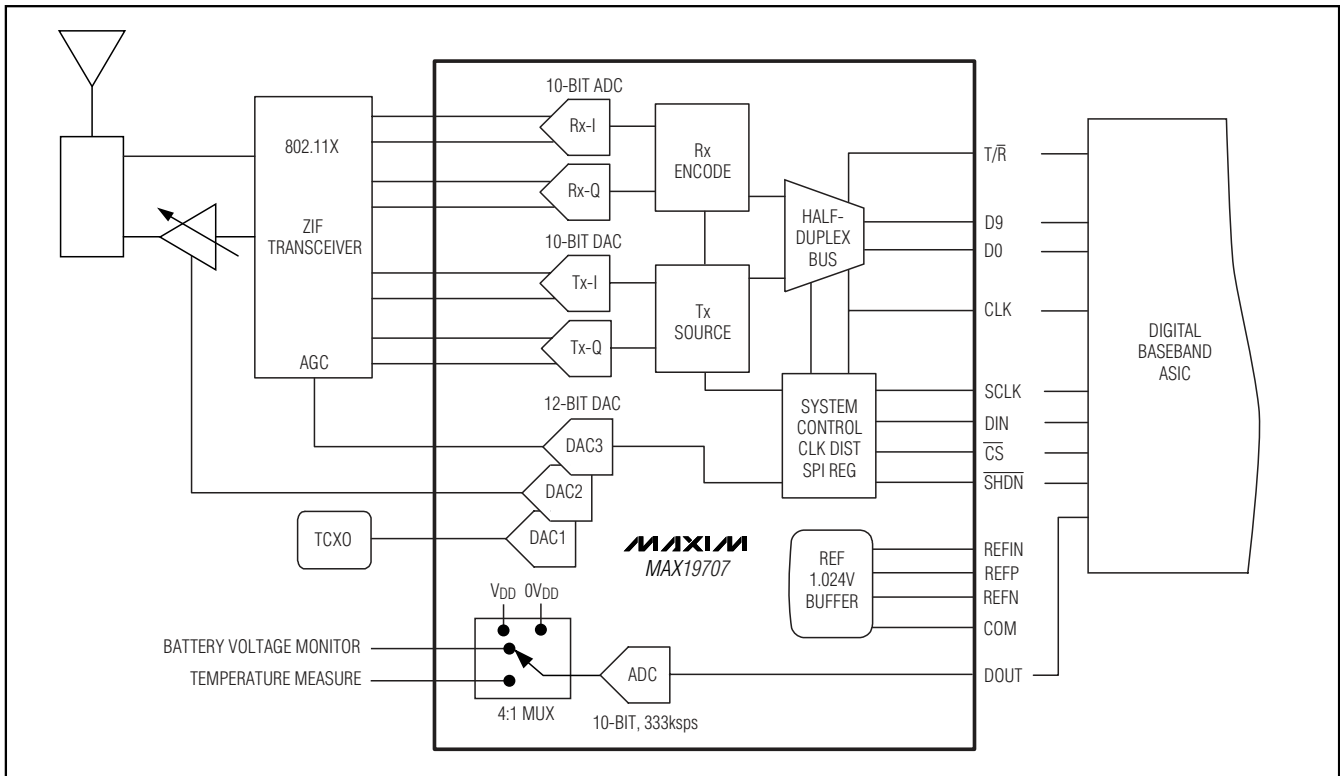 10-BIT ADC
802.11X
ZIF
TRANSCEIVER
AGC
Rx-I
Rx-Q
10-BIT DAC
Tx-I
Tx-Q
Rx
ENCODE
Tx
SOURCE
HALF-
DUPLEX
BUS
T/R̅
D9
D0
CLK
DIGITAL
BASEBAND
ASIC
12-BIT DAC
DAC3
DAC2
DAC1
TCXO
SYSTEM
CONTROL
CLK DIST
SPI REG
SCLK
DIN
C̅S̅
S̅H̅D̅N̅
MAXIM
MAX19707
REF
1.024V
BUFFER
REFIN
REFP
REFN
COM
VDD 0VDD
BATTERY VOLTAGE MONITOR
TEMPERATURE MEASURE
4:1 MUX
ADC
10-BIT, 333ksps
DOUT